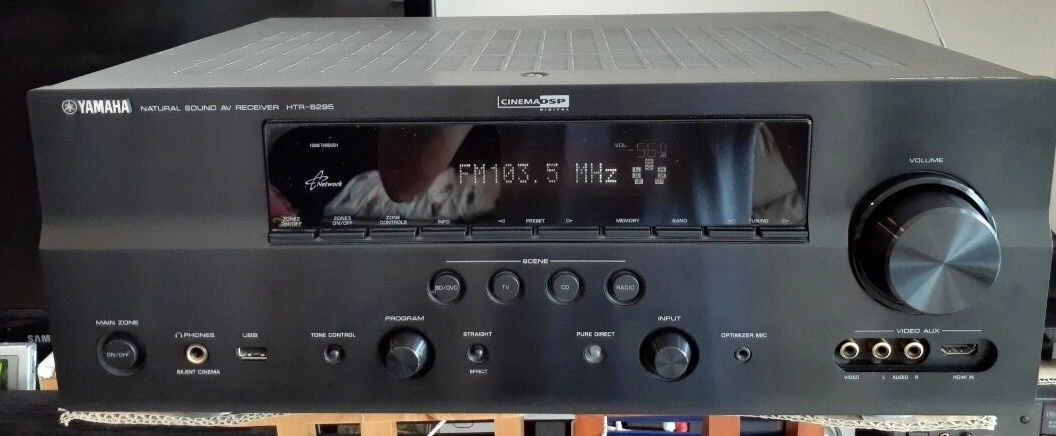 YAMAHA NATURAL SOUND AV RECEIVER HTR-6295
CINEMA DSP
DIGITAL
VOL.
FM103.5 MHz
Network
ZONE2 ON/OFF
ZONE3 ON/OFF
ZONE CONTROLS
INFO
PRESET
MEMORY
BAND
TUNING
VOLUME
SCENE
BD/DVD
TV
CD
RADIO
MAIN ZONE
ON/OFF
PHONES
SILENT CINEMA
USB
TONE CONTROL
PROGRAM
STRAIGHT
EFFECT
PURE DIRECT
INPUT
OPTIMIZER MIC
VIDEO AUX
VIDEO
L AUDIO R
HDMI IN
SAM